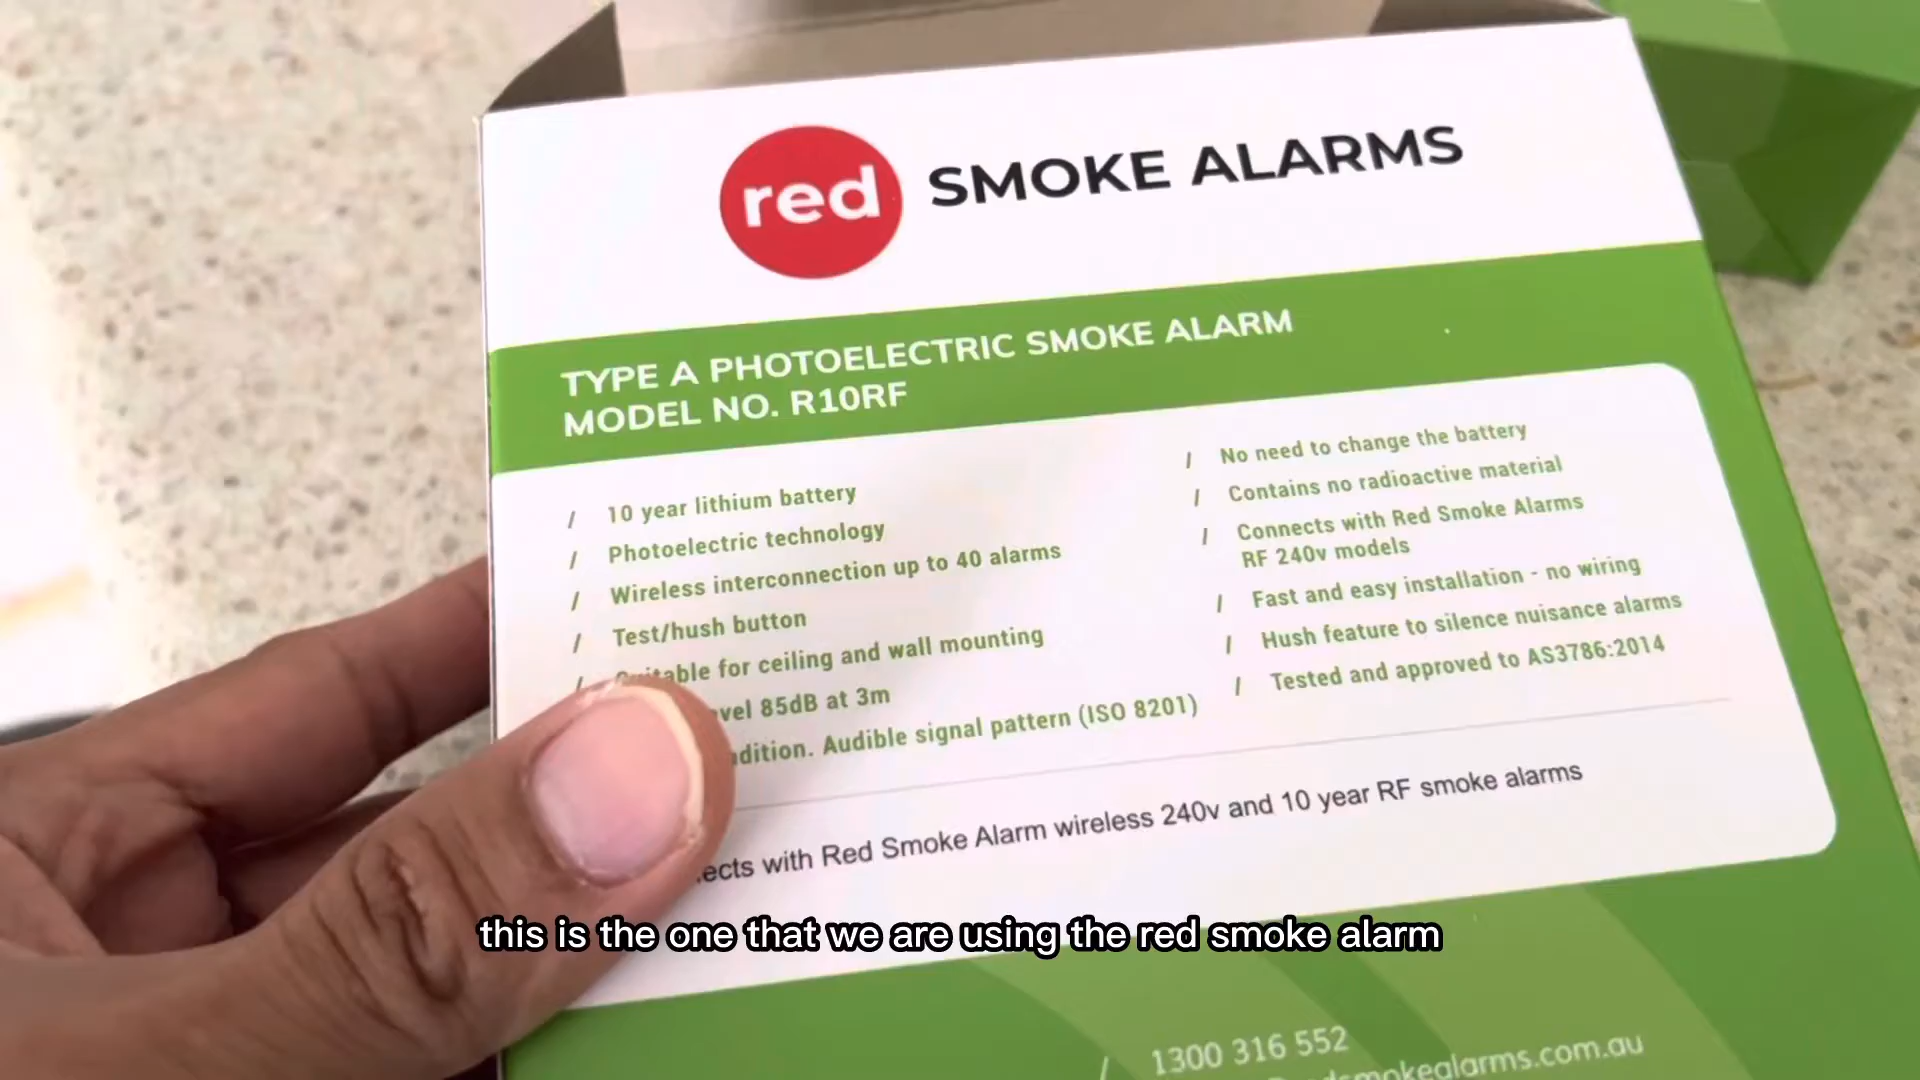 red SMOKE ALARMS
TYPE A PHOTOELECTRIC SMOKE ALARM
MODEL NO. R10RF
/ 10 year lithium battery
/ Photoelectric technology
/ Wireless interconnection up to 40 alarms
/ Test/hush button
/ for ceiling and wall mounting
85dB at 3m
Audible signal pattern (ISO 8201)
/ No need to change the battery
/ Contains no radioactive material
/ Connects with Red Smoke Alarms
RF 240v models
/ Fast and easy installation - no wiring
/ Hush feature to silence nuisance alarms
/ Tested and approved to AS3786:2014
with Red Smoke Alarm wireless 240v and 10 year RF smoke alarms
this is the one that we are using the red smoke alarm
/ 1300 316 552